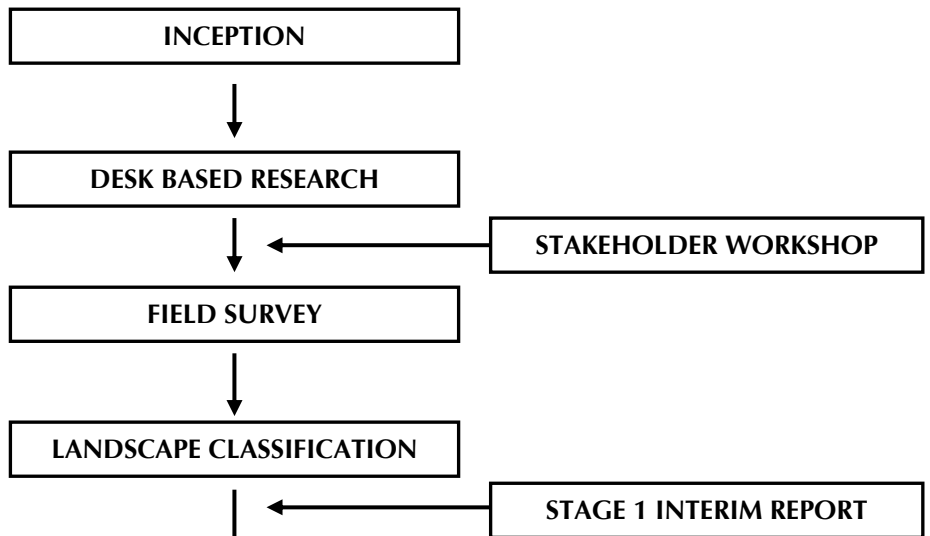 INCEPTION
DESK BASED RESEARCH
STAKEHOLDER WORKSHOP
FIELD SURVEY
LANDSCAPE CLASSIFICATION
STAGE 1 INTERIM REPORT